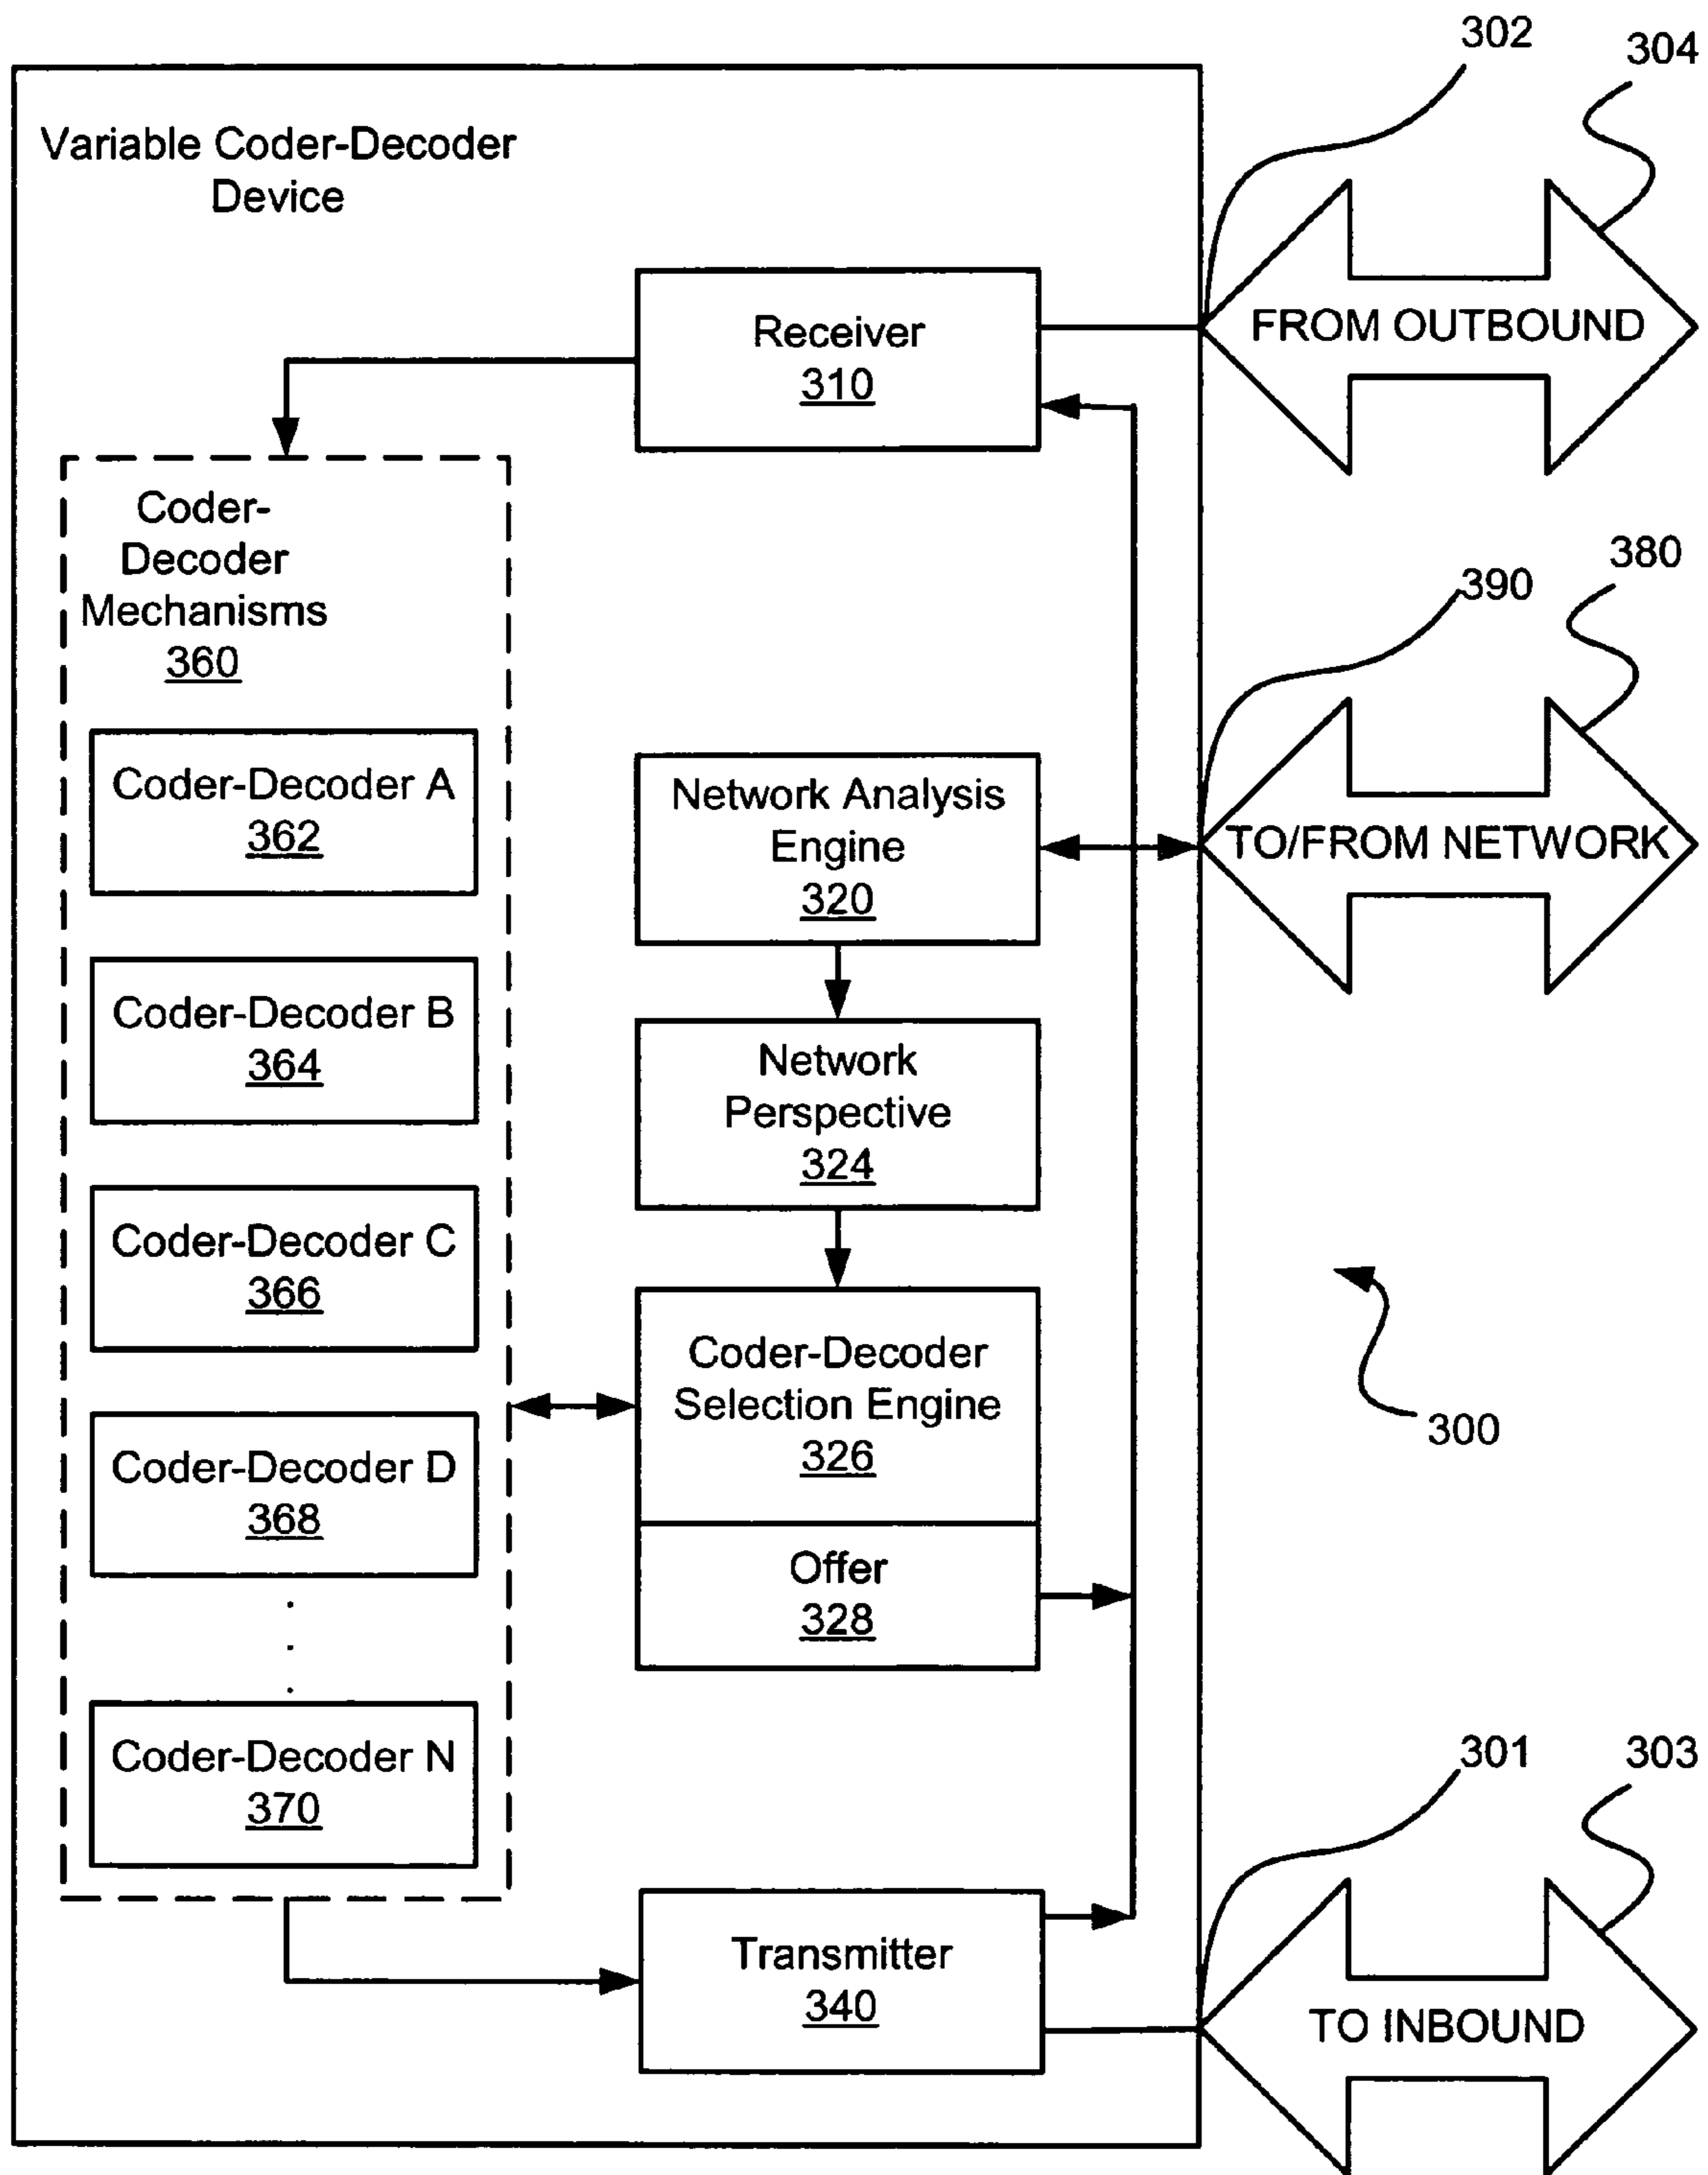 302
304
Variable Coder-Decoder
Device
Receiver
310
FROM OUTBOUND
Coder-
Decoder
Mechanisms
360
390
380
Coder-Decoder A
362
Network Analysis
Engine
320
TO/FROM NETWORK
Coder-Decoder B
364
Network
Perspective
324
Coder-Decoder C
366
Coder-Decoder
Selection Engine
326
300
Coder-Decoder D
368
Offer
328
Coder-Decoder N
370
301
303
Transmitter
340
TO INBOUND